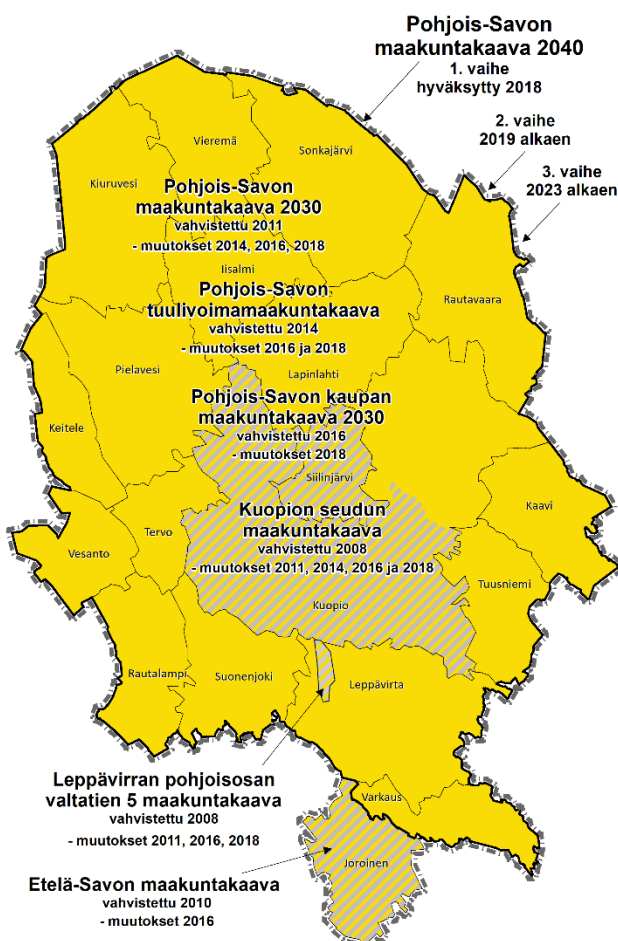 Pohjois-Savon
maakuntakaava 2040
1. vaihe
hyväksytty 2018
2. vaihe
2019 alkaen
3. vaihe
2023 alkaen
Vieremä
Sonkajärvi
Kiuruvesi
Pohjois-Savon
maakuntakaava 2030
vahvistettu 2011
- muutokset 2014, 2016, 2018
Iisalmi
Rautavaara
Pohjois-Savon
tuulivoimamaakuntakaava
vahvistettu 2014
- muutokset 2016 ja 2018
Pielavesi
Lapinlahti
Pohjois-Savon kaupan
maakuntakaava 2030
vahvistettu 2016
- muutokset 2018
Keitele
Siilinjärvi
Kaavi
Kuopion seudun
maakuntakaava
vahvistettu 2008
- muutokset 2011, 2014, 2016 ja 2018
Tervo
Vesanto
Tuusniemi
Kuopio
Rautalampi
Suonenjoki
Leppävirta
Leppävirran pohjoisosan
valtatien 5 maakuntakaava
vahvistettu 2008
- muutokset 2011, 2016, 2018
Varkaus
Joroinen
Etelä-Savon maakuntakaava
vahvistettu 2010
- muutokset 2016